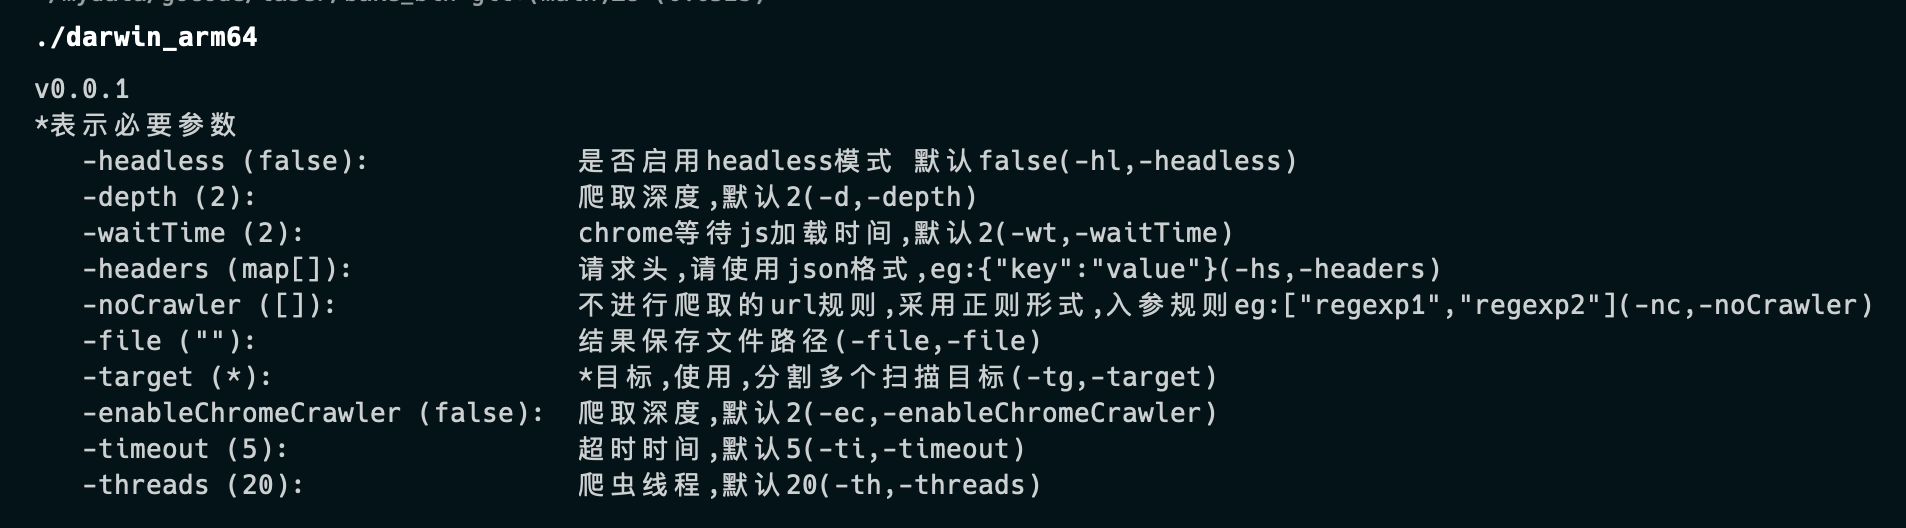 ./darwin_arm64
v0.0.1
*表示必要参数
-headless (false): 是否启用headless模式 默认false(-hl,-headless)
-depth (2): 爬取深度,默认2(-d,-depth)
-waitTime (2): chrome等待js加载时间,默认2(-wt,-waitTime)
-headers (map[]): 请求头,请使用json格式,eg:{"key":"value"}(-hs,-headers)
-noCrawler ([]): 不进行爬取的url规则,采用正则形式,入参规则eg:["regexp1","regexp2"](-nc,-noCrawler)
-file (""): 结果保存文件路径(-file,-file)
-target (*): *目标,使用,分割多个扫描目标(-tg,-target)
-enableChromeCrawler (false): 爬取深度,默认2(-ec,-enableChromeCrawler)
-timeout (5): 超时时间,默认5(-ti,-timeout)
-threads (20): 爬虫线程,默认20(-th,-threads)